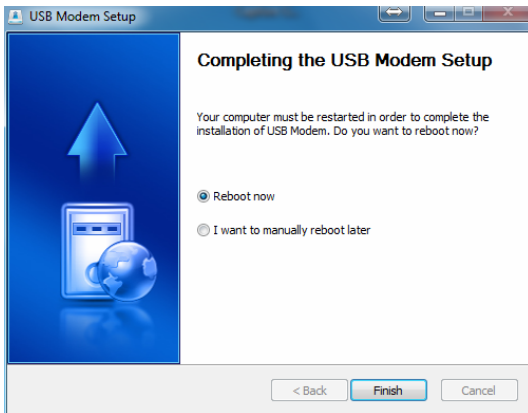 USB Modem Setup
Completing the USB Modem Setup
Your computer must be restarted in order to complete the
installation of USB Modem. Do you want to reboot now?
Reboot now
I want to manually reboot later
< Back
Finish
Cancel